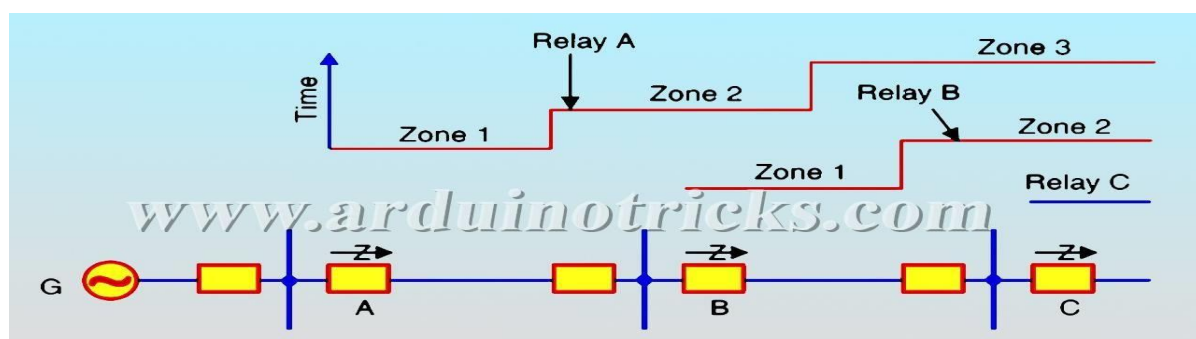 Relay A
Zone 3
Time
Zone 2
Relay B
Zone 1
Zone 2
Zone 1
Relay C
www.arduinotricks.com
Z
Z
Z
G
A
B
C